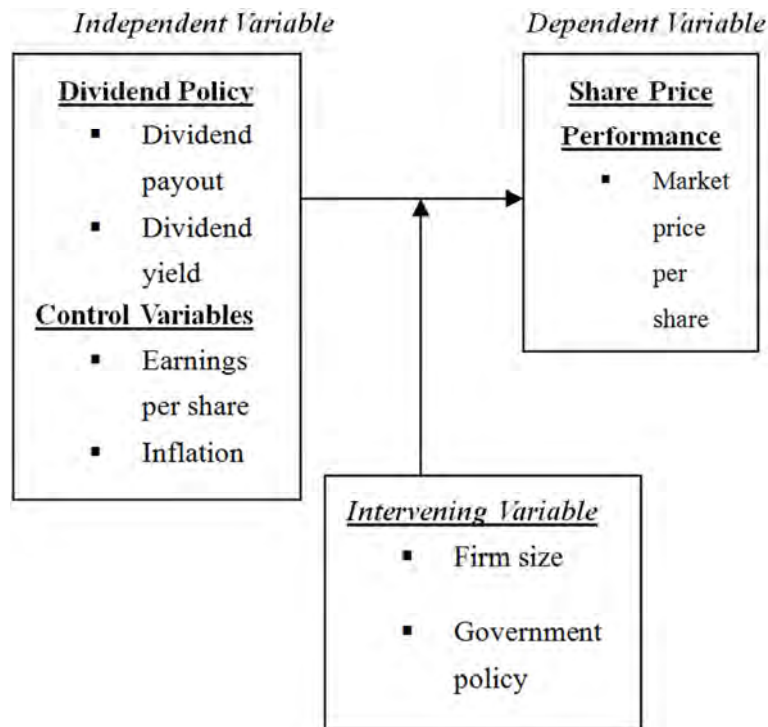 Independent Variable
Dividend Policy
▪ Dividend
payout
▪ Dividend
yield
Control Variables
▪ Earnings
per share
▪ Inflation
Dependent Variable
Share Price
Performance
▪ Market
price
per
share
Intervening Variable
▪ Firm size
▪ Government
policy